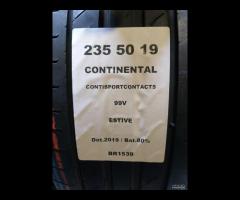 235 50 19
CONTINENTAL
CONTISPORTCONTACT5
99V
ESTIVE
Dot.2019 / Bat.80%
BR1539